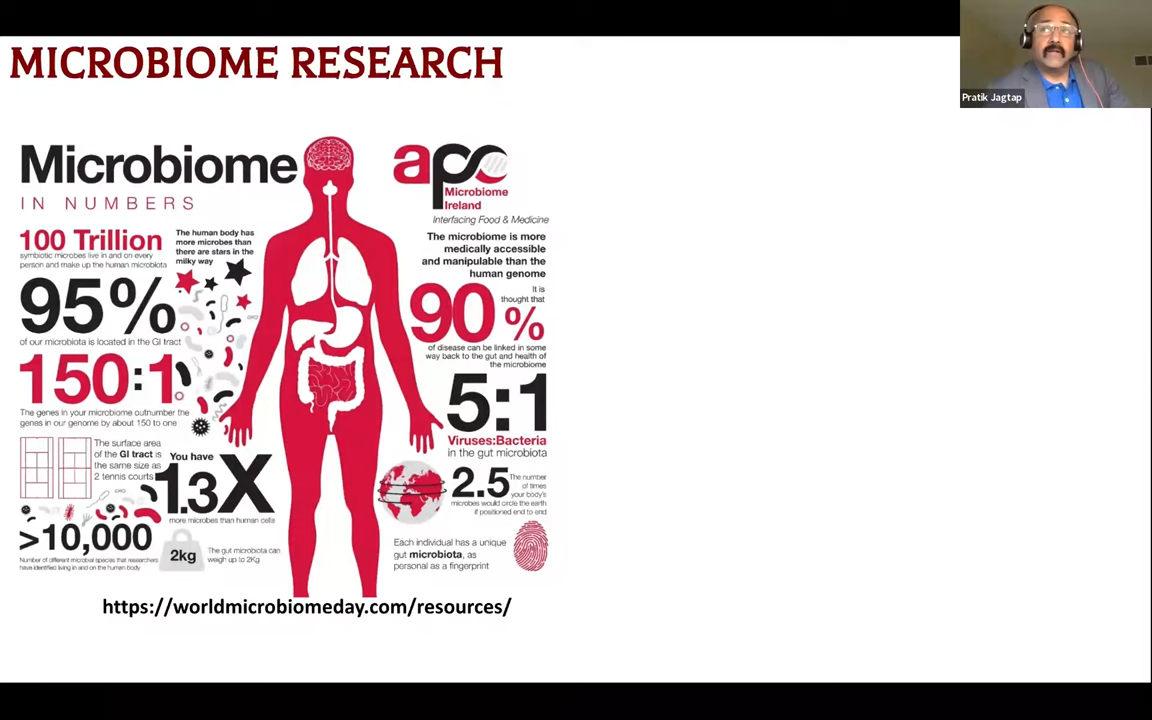 MICROBIOME RESEARCH
Pratik Jagtap
Microbiome
IN NUMBERS
100 Trillion
symbiotic microbes live in and on every
person and make up the human microbiota
The human body has
more microbes than
there are stars in the
milky way
95%
of our microbiota is located in the GI tract
150:1
The genes in your microbiome outnumber the
genes in our genome by about 150 to one
The surface area
of the GI tract is
the same size as
2 tennis courts
You have
1.3X
more microbes than human cells
>10,000
Number of different microbial species that researchers
have identified living in and on the human body
2kg
The gut microbiota can
weigh up to 2Kg
apc
Microbiome
Ireland
Interfacing Food & Medicine
The microbiome is more
medically accessible
and manipulable than the
human genome
It is
thought that
90%
of disease can be linked in some
way back to the gut and health of
the microbiome
5:1
Viruses:Bacteria
in the gut microbiota
2.5
The number
of times
your body's
microbes would circle the earth
if positioned end to end
Each individual has a unique
gut microbiota, as
personal as a fingerprint
https://worldmicrobiomeday.com/resources/